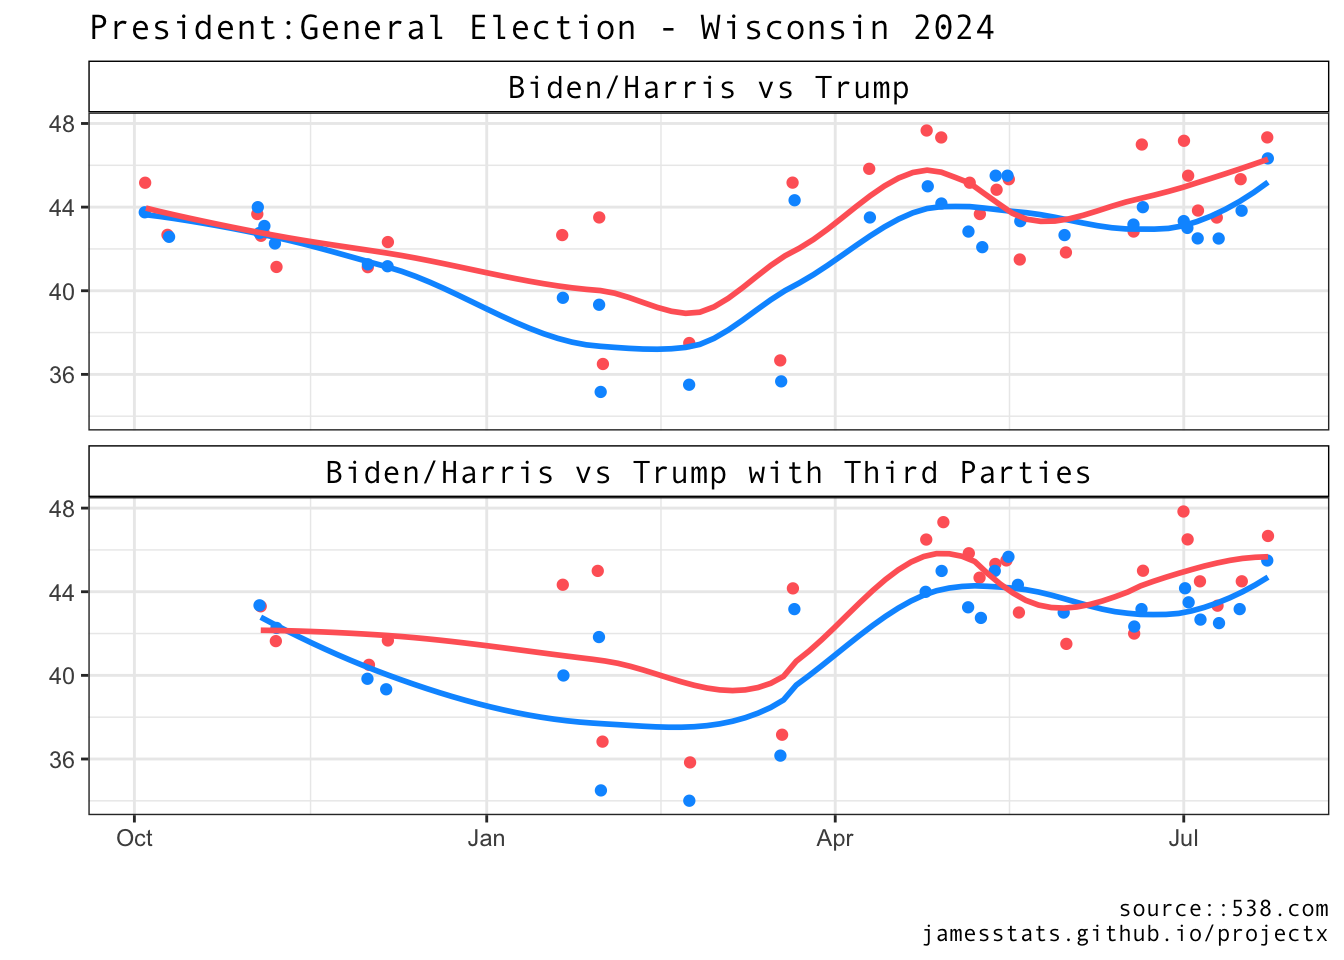 President:General Election - Wisconsin 2024
Biden/Harris vs Trump
48
44
40
36
Biden/Harris vs Trump with Third Parties
48
44
40
36
Oct Jan Apr Jul
source::538.com
jamesstats.github.io/projectx